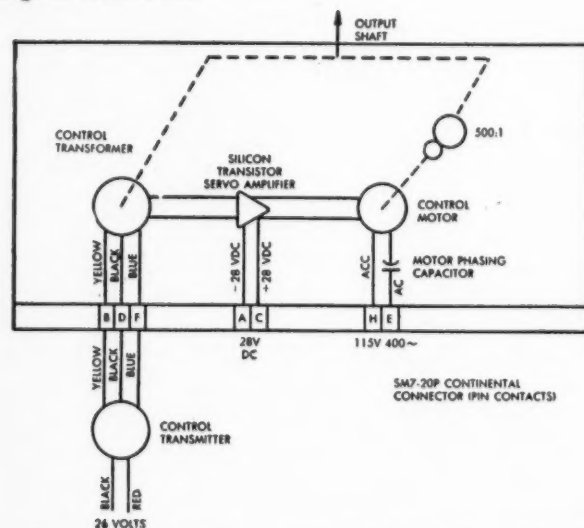 OUTPUT
SHAFT
500:1
CONTROL
TRANSFORMER
SILICON
TRANSISTOR
SERVO AMPLIFIER
CONTROL
MOTOR
YELLOW
BLACK
BLUE
- 28 VDC
+ 28 VDC
ACC
AC
MOTOR PHASING
CAPACITOR
B D F
A C
H E
28V
DC
115V 400~
YELLOW
BLACK
BLUE
SM7-20P CONTINENTAL
CONNECTOR (PIN CONTACTS)
CONTROL
TRANSMITTER
BLACK
RED
26 VOLTS